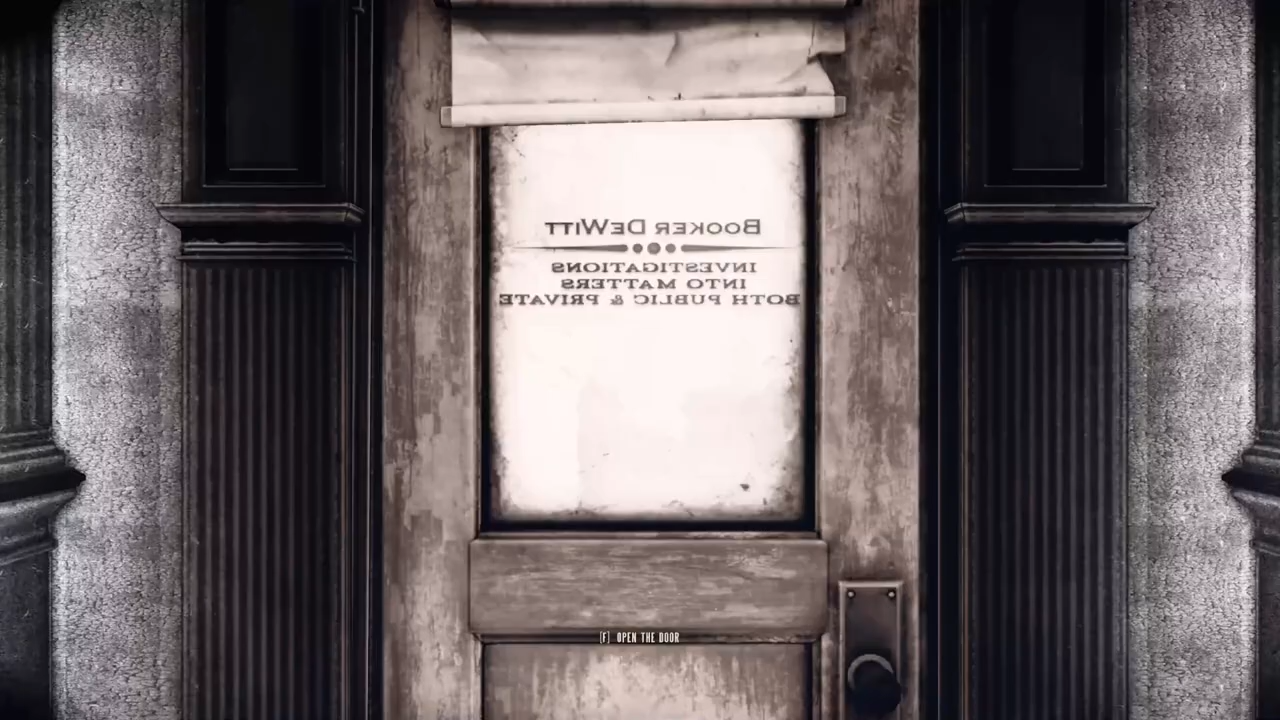 Booker DeWitt
INVESTIGATIONS
INTO MATTERS
BOTH PUBLIC & PRIVATE
[F] OPEN THE DOOR